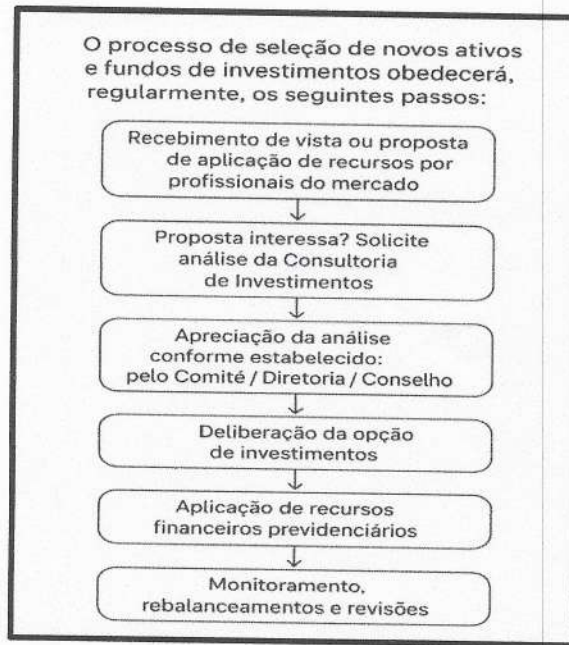 O processo de seleção de novos ativos
e fundos de investimentos obedecerá,
regularmente, os seguintes passos:
Recebimento de vista ou proposta
de aplicação de recursos por
profissionais do mercado
Proposta interessa? Solicite
análise da Consultoria
de Investimentos
Apreciação da análise
conforme estabelecido:
pelo Comité / Diretoria / Conselho
Deliberação da opção
de investimentos
Aplicação de recursos
financeiros previdenciários
Monitoramento,
rebalanceamentos e revisões